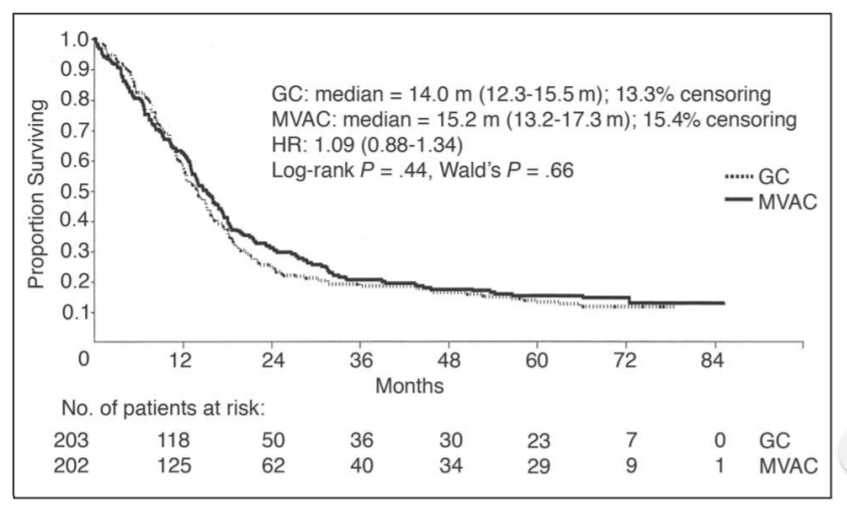 1.0
0.9
0.8
0.7
0.6
0.5
0.4
0.3
0.2
0.1
Proportion Surviving
GC: median = 14.0 m (12.3-15.5 m); 13.3% censoring
MVAC: median = 15.2 m (13.2-17.3 m); 15.4% censoring
HR: 1.09 (0.88-1.34)
Log-rank P = .44, Wald's P = .66
GC
MVAC
0 12 24 36 48 60 72 84
Months
No. of patients at risk:
203 118 50 36 30 23 7 0 GC
202 125 62 40 34 29 9 1 MVAC